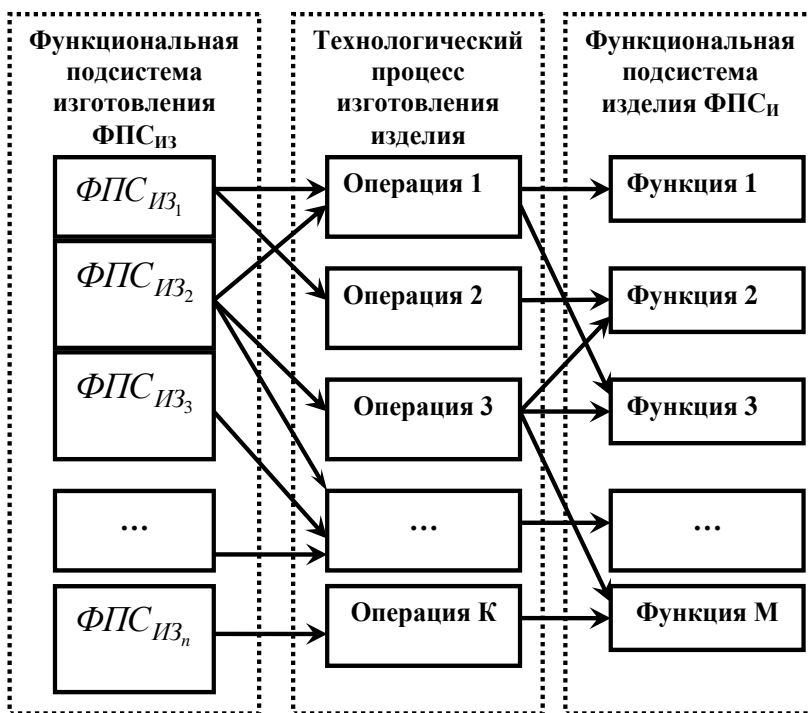 Функциональная
подсистема
изготовления
ФПСИЗ
Технологический
процесс
изготовления
изделия
Функциональная
подсистема
изделия ФПСИ
ФПСИЗ1
Операция 1
Функция 1
ФПСИЗ2
Операция 2
Функция 2
ФПСИЗ3
Операция 3
Функция 3
...
...
...
ФПСИЗn
Операция К
Функция М